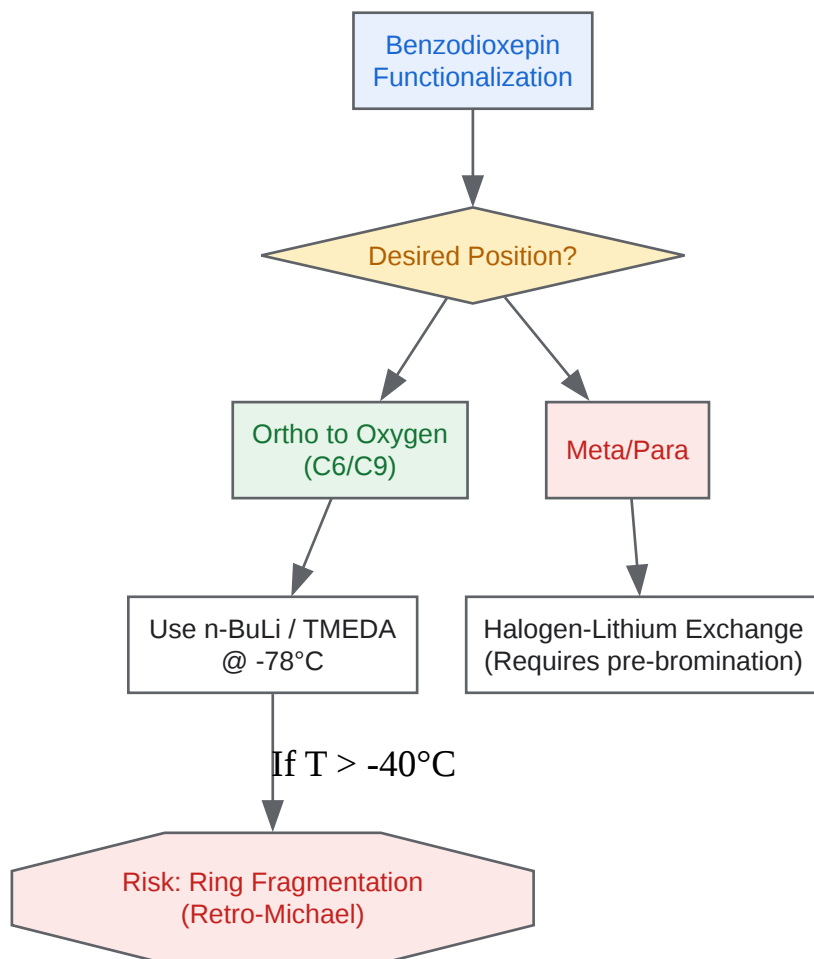 Benzodioxepin
Functionalization
Desired Position?
Ortho to Oxygen
(C6/C9)
Meta/Para
Use n-BuLi / TMEDA
@ -78°C
Halogen-Lithium Exchange
(Requires pre-bromination)
If T > -40°C
Risk: Ring Fragmentation
(Retro-Michael)